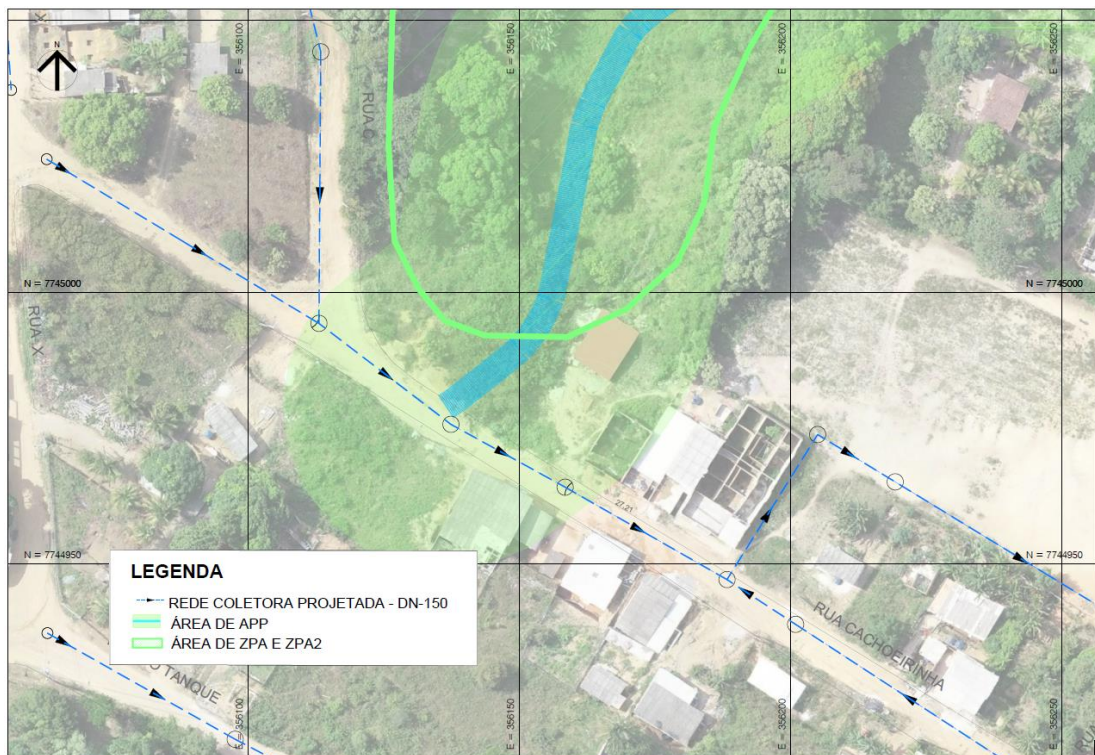 X
N
E = 356100
E = 356150
E = 356200
E = 356250
RUA C
N = 7745000
N = 7745000
RUA X
27.21
N = 7744950
N = 7744950
LEGENDA
REDE COLETORA PROJETADA - DN-150
ÁREA DE APP
ÁREA DE ZPA E ZPA2
RUA CACHOEIRINHA
TANQUE
E = 356100
E = 356150
E = 356200
E = 356250
RUA